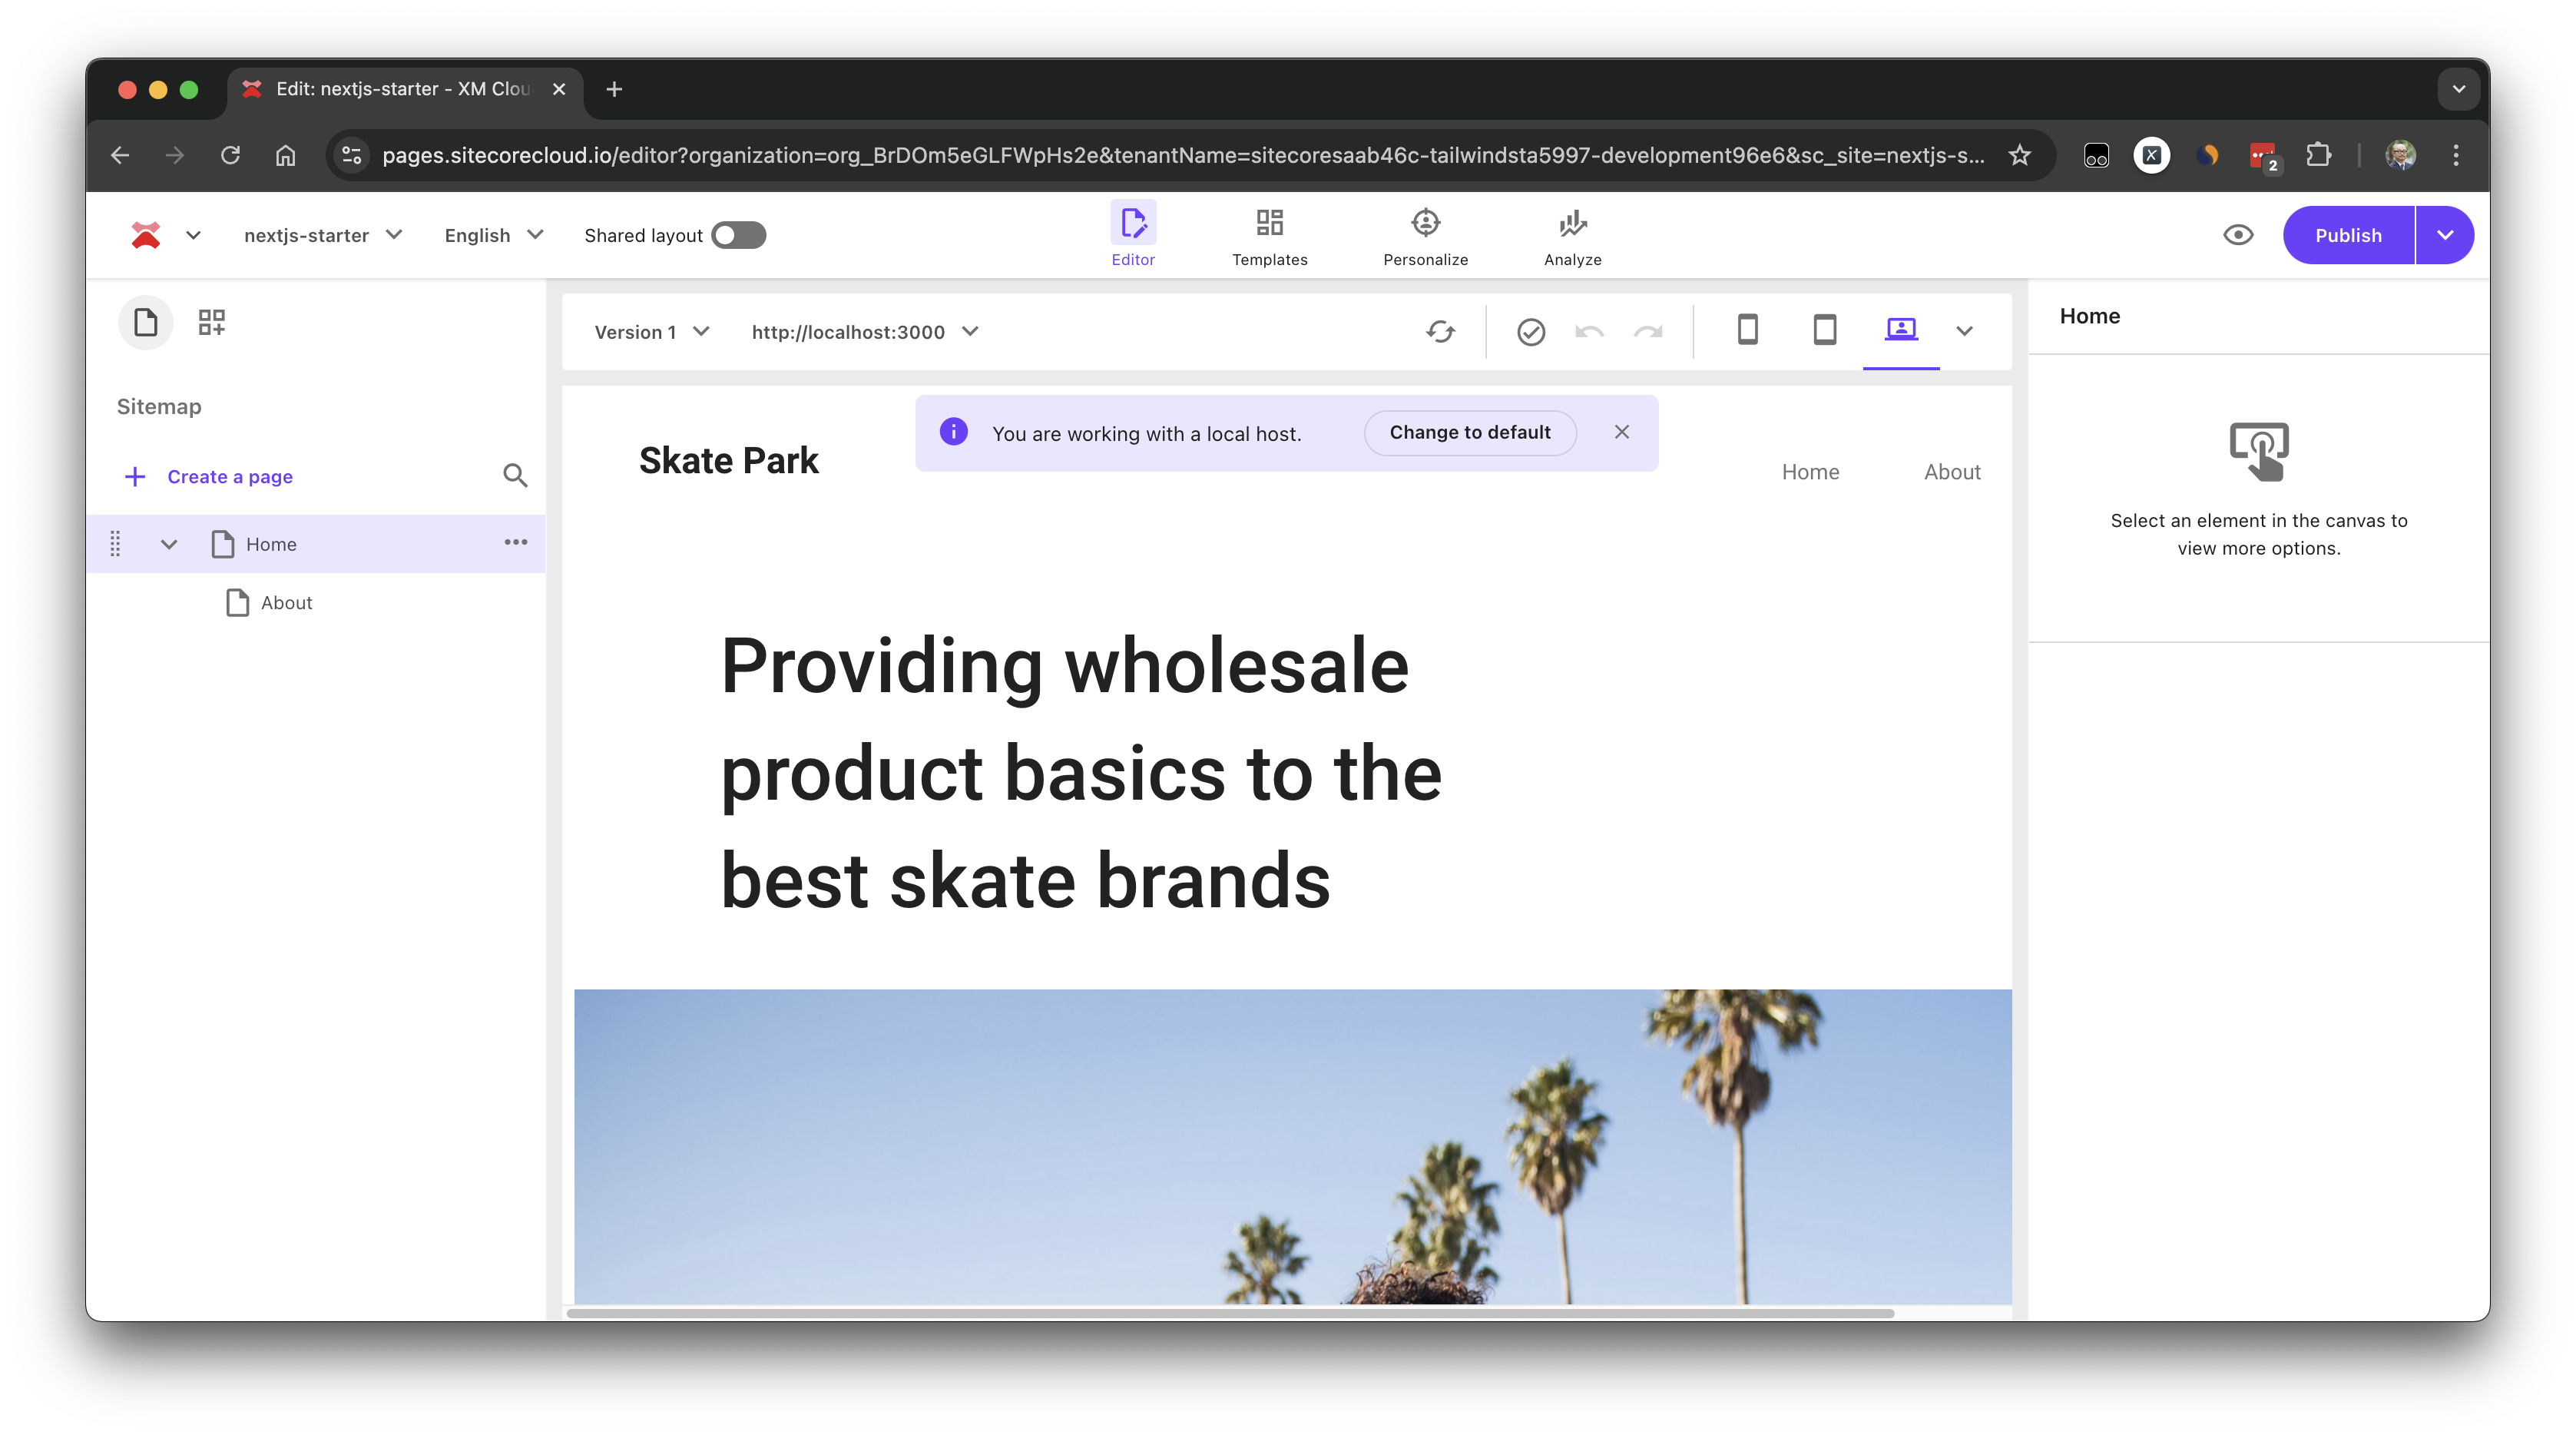 Edit: nextjs-starter - XM Clou
pages.sitecorecloud.io/editor?organization=org_BrDOm5eGLFWpHs2e&tenantName=sitecoresaab46c-tailwindsta5997-development96e6&sc_site=nextjs-s...
2
nextjs-starter
English
Shared layout
Editor
Templates
Personalize
Analyze
Publish
Sitemap
Create a page
Home
About
Version 1
http://localhost:3000
You are working with a local host.
Change to default
Skate Park
Home
About
Providing wholesale
product basics to the
best skate brands
Home
Select an element in the canvas to
view more options.